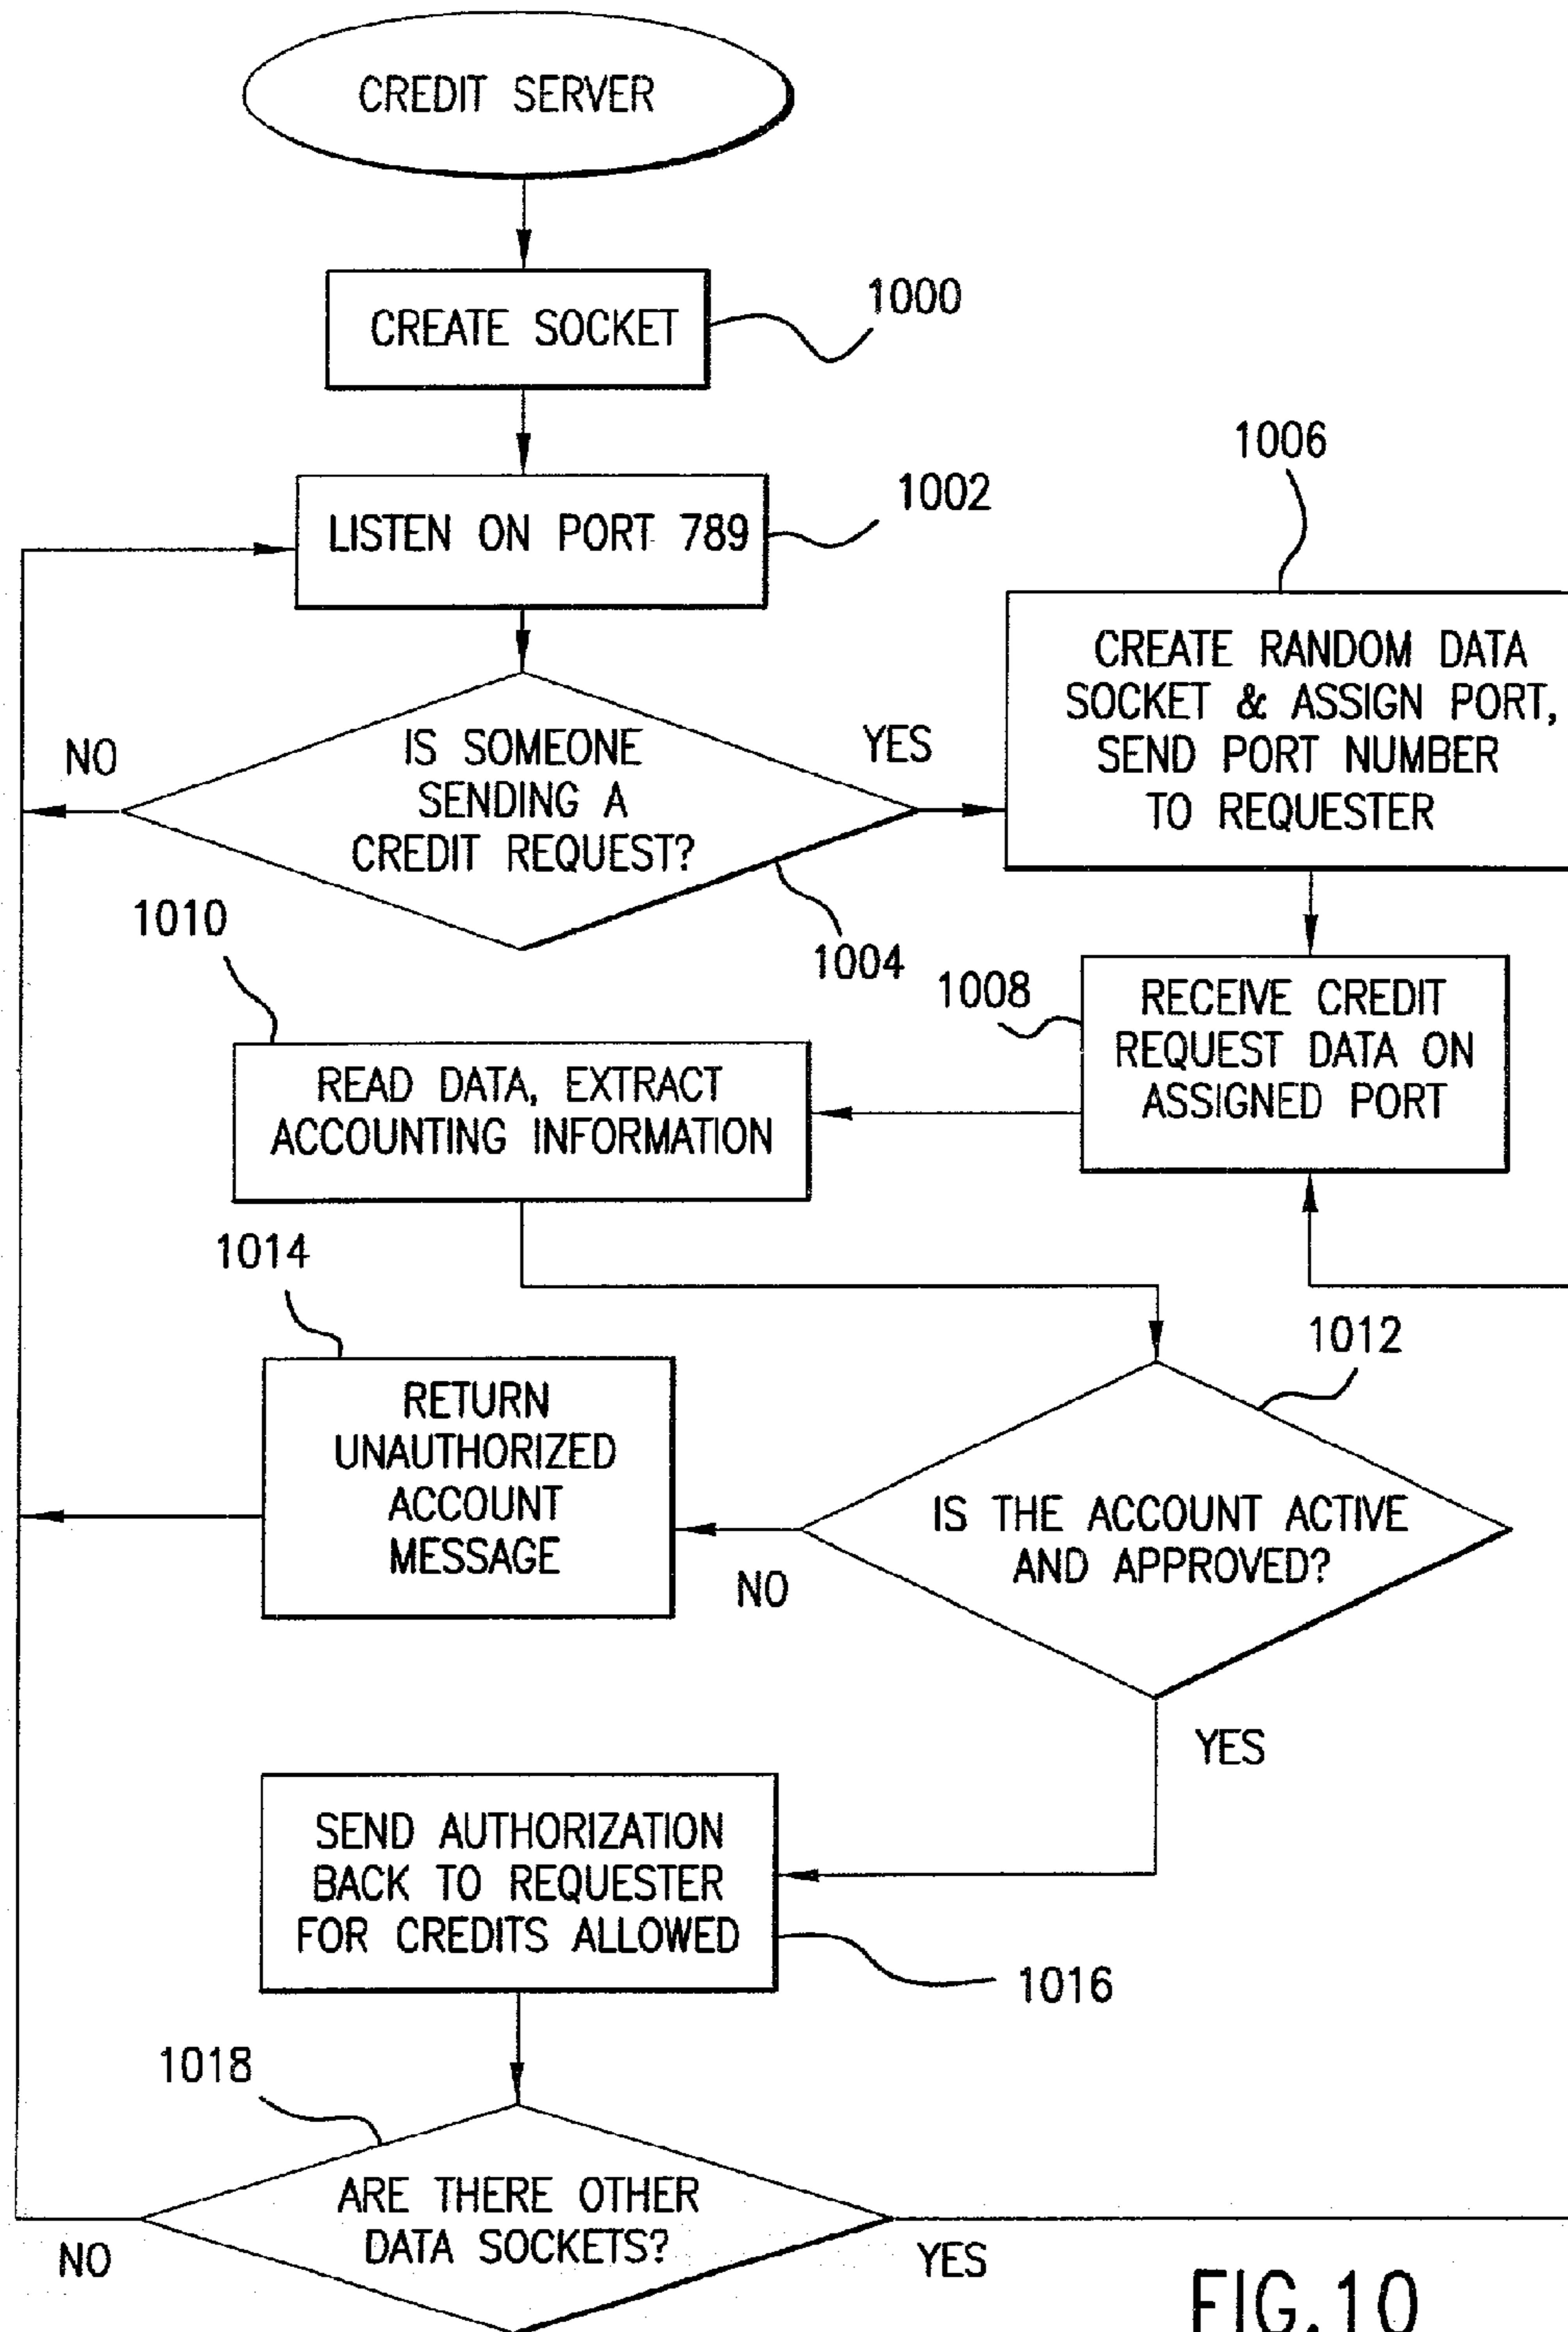 CREDIT SERVER
CREATE SOCKET
1000
LISTEN ON PORT 789
1002
1006
CREATE RANDOM DATA
SOCKET & ASSIGN PORT,
SEND PORT NUMBER
TO REQUESTER
NO
IS SOMEONE
SENDING A
CREDIT REQUEST?
YES
1004
1010
1008
RECEIVE CREDIT
REQUEST DATA ON
ASSIGNED PORT
READ DATA, EXTRACT
ACCOUNTING INFORMATION
1014
1012
RETURN
UNAUTHORIZED
ACCOUNT
MESSAGE
NO
IS THE ACCOUNT ACTIVE
AND APPROVED?
YES
SEND AUTHORIZATION
BACK TO REQUESTER
FOR CREDITS ALLOWED
1016
1018
ARE THERE OTHER
DATA SOCKETS?
NO
YES
FIG.10